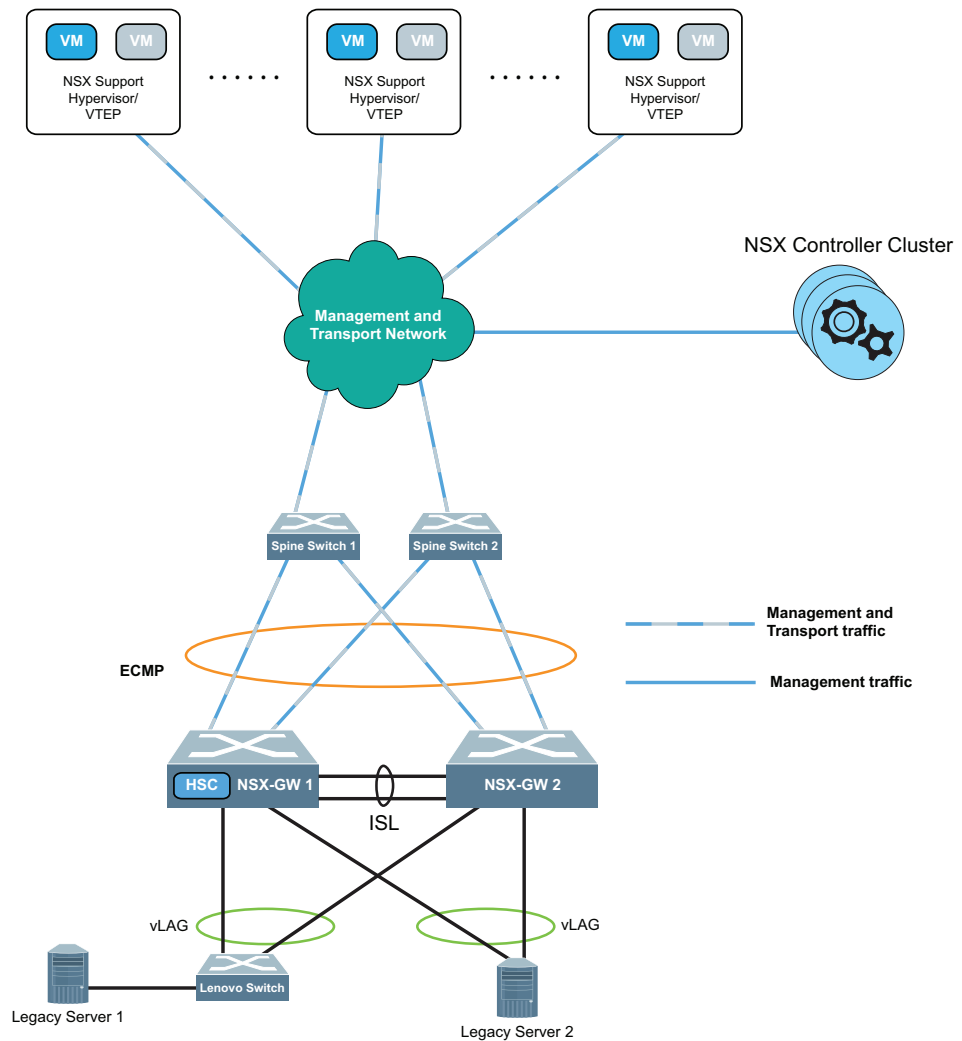 VM VM
NSX Support
Hypervisor/
VTEP
VM VM
NSX Support
Hypervisor/
VTEP
VM VM
NSX Support
Hypervisor/
VTEP
NSX Controller Cluster
Management and
Transport Network
Spine Switch 1
Spine Switch 2
Management and
Transport traffic
Management traffic
ECMP
HSC NSX-GW 1
NSX-GW 2
ISL
vLAG
vLAG
Lenovo Switch
Legacy Server 1
Legacy Server 2